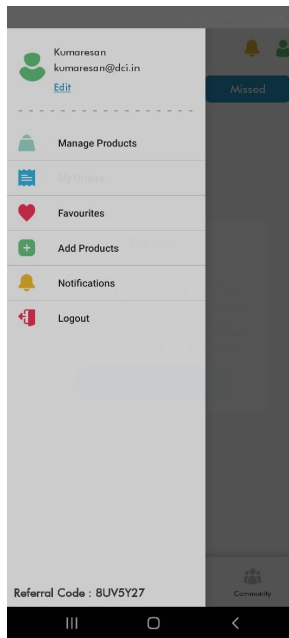 Kumaresan
kumaresan@dci.in
Edit
Missed
Manage Products
My Orders
Favourites
Add Products
Notifications
Logout
Referral Code : 8UV5Y27
Community